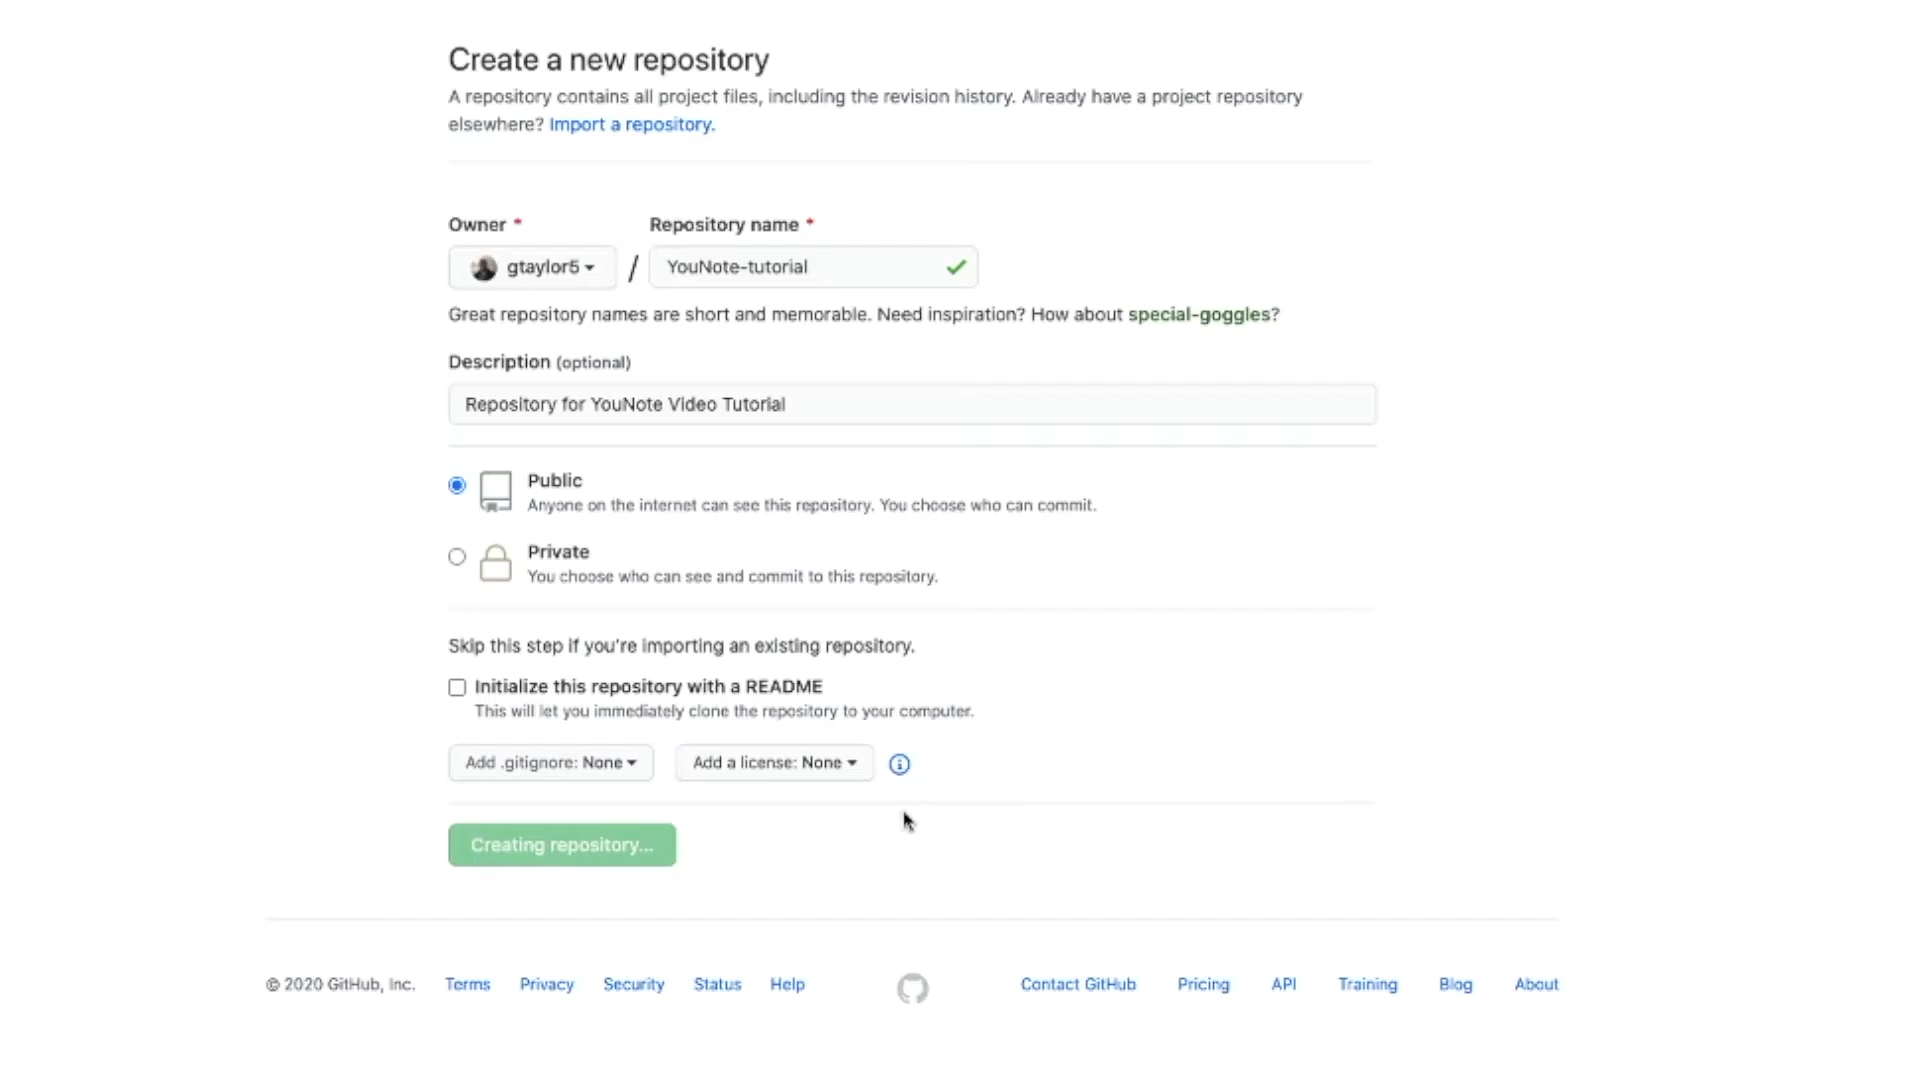 Create a new repository
A repository contains all project files, including the revision history. Already have a project repository
elsewhere? Import a repository.
Owner * Repository name *
gtaylor5 / YouNote-tutorial
Great repository names are short and memorable. Need inspiration? How about special-goggles?
Description (optional)
Repository for YouNote Video Tutorial
Public
Anyone on the internet can see this repository. You choose who can commit.
Private
You choose who can see and commit to this repository.
Skip this step if you're importing an existing repository.
Initialize this repository with a README
This will let you immediately clone the repository to your computer.
Add .gitignore: None Add a license: None
Creating repository...
© 2020 GitHub, Inc. Terms Privacy Security Status Help Contact GitHub Pricing API Training Blog About